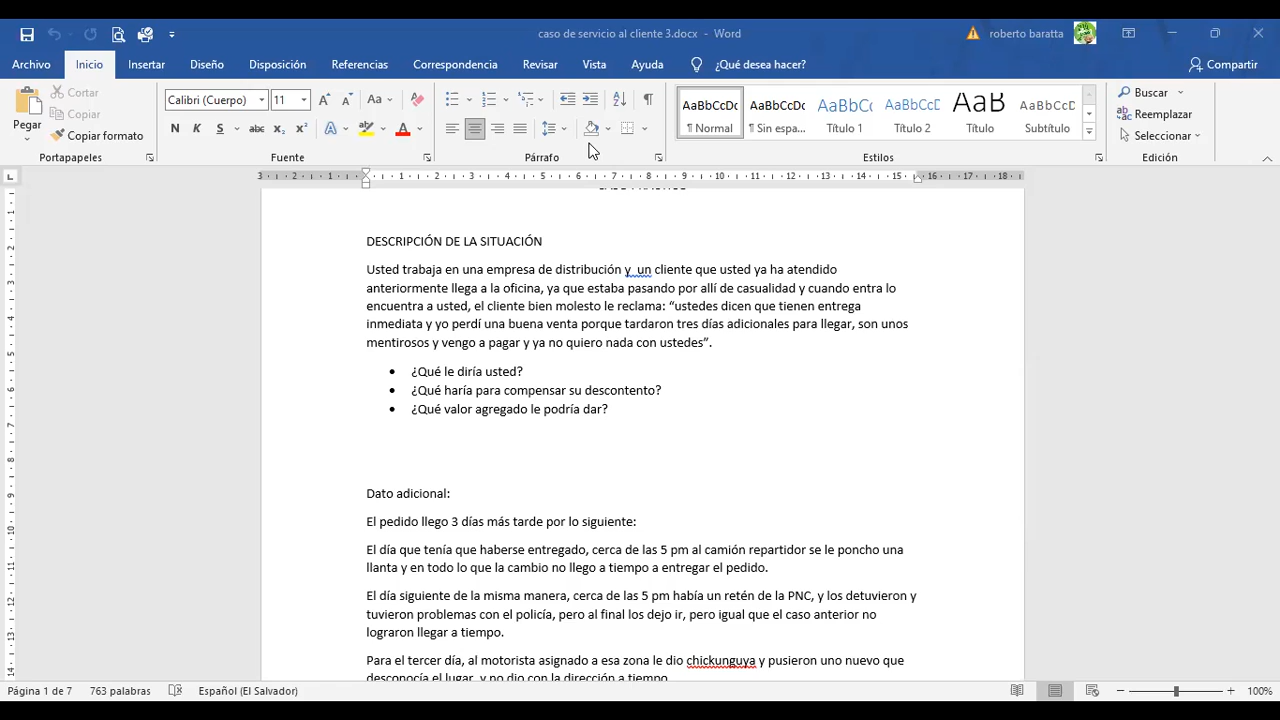 caso de servicio al cliente 3.docx - Word
roberto baratta
Archivo Inicio Insertar Diseño Disposición Referencias Correspondencia Revisar Vista Ayuda ¿Qué desea hacer? Compartir
Pegar
Cortar
Copiar
Copiar formato
Portapapeles
Calibri (Cuerpo) 11
Fuente
Párrafo
AaBbCcDc AaBbCcDc AaBbCcD AaBbCcD AaB AaBbCcD
¶ Normal ¶ Sin espa... Título 1 Título 2 Título Subtítulo
Estilos
Buscar
Reemplazar
Seleccionar
Edición
DESCRIPCIÓN DE LA SITUACIÓN
Usted trabaja en una empresa de distribución y un cliente que usted ya ha atendido
anteriormente llega a la oficina, ya que estaba pasando por allí de casualidad y cuando entra lo
encuentra a usted, el cliente bien molesto le reclama: “ustedes dicen que tienen entrega
inmediata y yo perdí una buena venta porque tardaron tres días adicionales para llegar, son unos
mentirosos y vengo a pagar y ya no quiero nada con ustedes”.
• ¿Qué le diría usted?
• ¿Qué haría para compensar su descontento?
• ¿Qué valor agregado le podría dar?
Dato adicional:
El pedido llego 3 días más tarde por lo siguiente:
El día que tenía que haberse entregado, cerca de las 5 pm al camión repartidor se le poncho una
llanta y en todo lo que la cambio no llego a tiempo a entregar el pedido.
El día siguiente de la misma manera, cerca de las 5 pm había un retén de la PNC, y los detuvieron y
tuvieron problemas con el policía, pero al final los dejo ir, pero igual que el caso anterior no
lograron llegar a tiempo.
Para el tercer día, al motorista asignado a esa zona le dio chickunguya y pusieron uno nuevo que
desconocía el lugar, y no dio con la dirección a tiempo.
Página 1 de 7 763 palabras Español (El Salvador) 100%